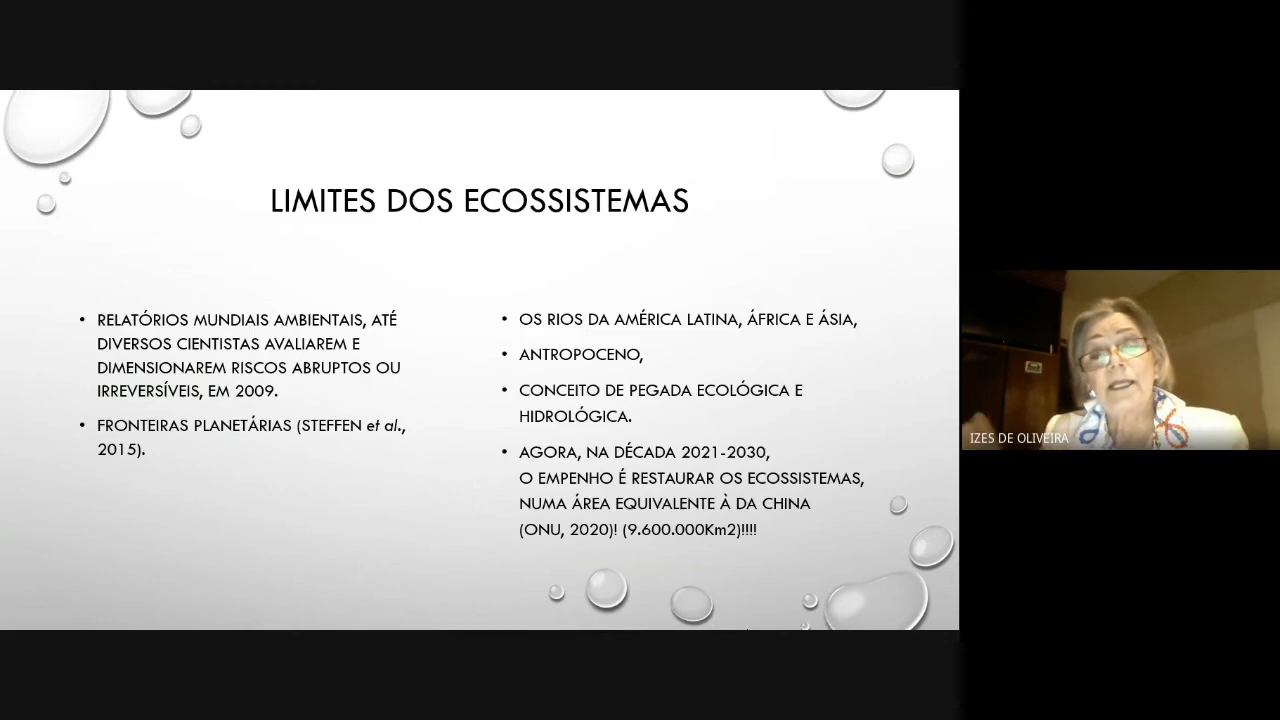 LIMITES DOS ECOSSISTEMAS
• RELATÓRIOS MUNDIAIS AMBIENTAIS, ATÉ
DIVERSOS CIENTISTAS AVALIAREM E
DIMENSIONAREM RISCOS ABRUPTOS OU
IRREVERSÍVEIS, EM 2009.
• FRONTEIRAS PLANETÁRIAS (STEFFEN et al.,
2015).
• OS RIOS DA AMÉRICA LATINA, ÁFRICA E ÁSIA,
• ANTROPOCENO,
• CONCEITO DE PEGADA ECOLÓGICA E
HIDROLÓGICA.
• AGORA, NA DÉCADA 2021-2030,
O EMPENHO É RESTAURAR OS ECOSSISTEMAS,
NUMA ÁREA EQUIVALENTE À DA CHINA
(ONU, 2020)! (9.600.000Km2)!!!!
IZES DE OLIVEIRA